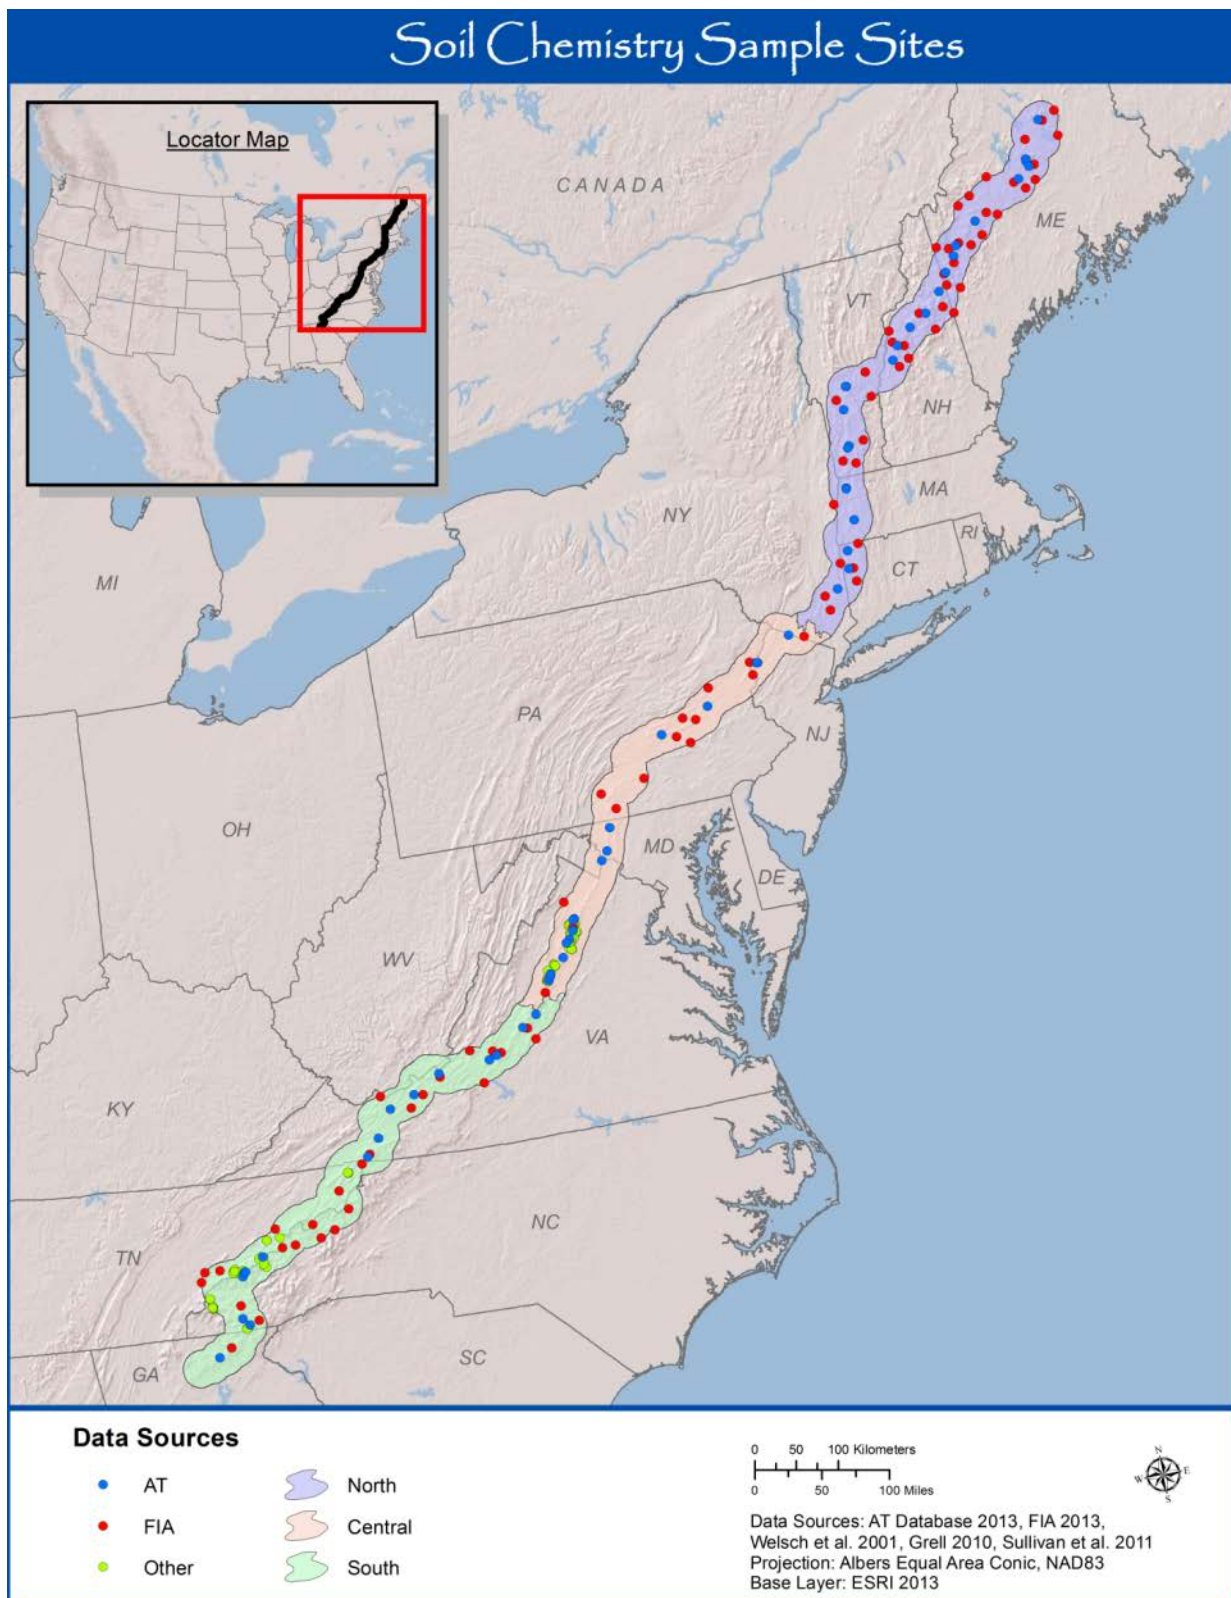 Soil Chemistry Sample Sites
Locator Map
CANADA
ME
VT
NH
MA
NY
RI
CT
MI
PA
NJ
OH
MD
DE
WV
VA
KY
NC
TN
SC
GA
Data Sources
AT
FIA
Other
North
Central
South
0 50 100 Kilometers
0 50 100 Miles
N
W E
S
Data Sources: AT Database 2013, FIA 2013,
Welsch et al. 2001, Grell 2010, Sullivan et al. 2011
Projection: Albers Equal Area Conic, NAD83
Base Layer: ESRI 2013